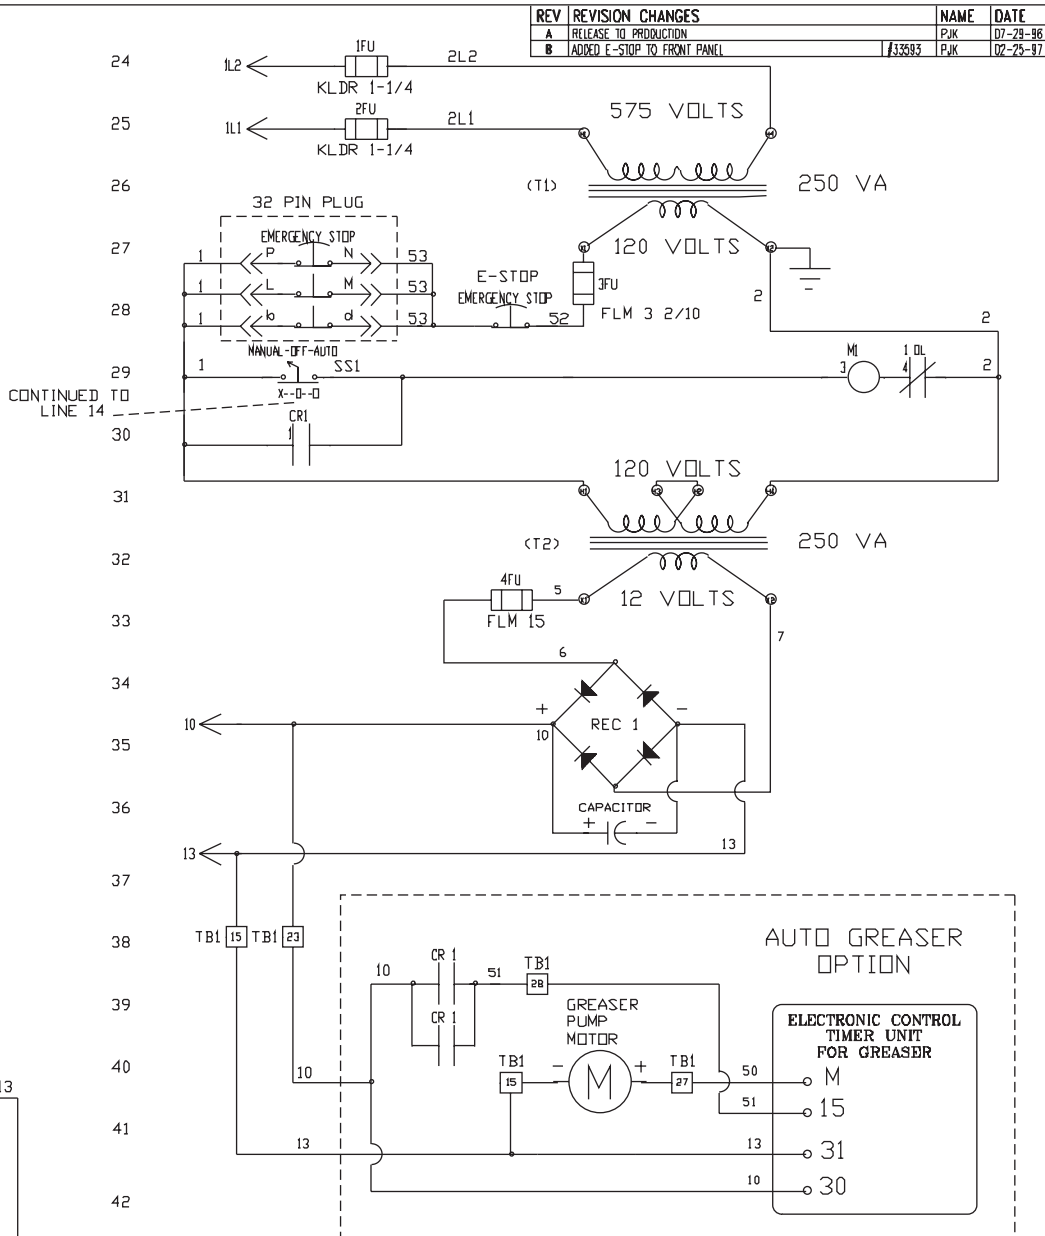 REV REVISION CHANGES NAME DATE
A RELEASE TO PRODUCTION PJK 07-29-96
B ADDED E-STOP TO FRONT PANEL #33593 PJK 02-25-97
24
1L2
1FU
KLDR 1-1/4
2L2
575 VOLTS
25
1L1
2FU
KLDR 1-1/4
2L1
26
(T1)
250 VA
32 PIN PLUG
27
EMERGENCY STOP
120 VOLTS
1 P N 53
E-STOP
EMERGENCY STOP
3FU
1 L M 53
2
28
FLM 3 2/10
1 b d 53
52
2
MANUAL-OFF-AUTO
29
1
SS1
X--O--O
M1
3
1 OL
4
2
CONTINUED TO
LINE 14
30
CR1
1
120 VOLTS
31
H1 H3 H2 H4
(T2)
250 VA
32
4FU
5
X1
12 VOLTS
X2
FLM 15
33
7
6
34
+
-
10
REC 1
10
35
36
CAPACITOR
+ -
13
13
37
38
TB1 15 TB1 23
AUTO GREASER
OPTION
10
CR 1
51
TB1
28
39
CR 1
GREASER
PUMP
MOTOR
ELECTRONIC CONTROL
TIMER UNIT
FOR GREASER
40
10
TB1
15
-
M
+
TB1
27
50
M
13
51
15
41
13
13
31
10
30
42